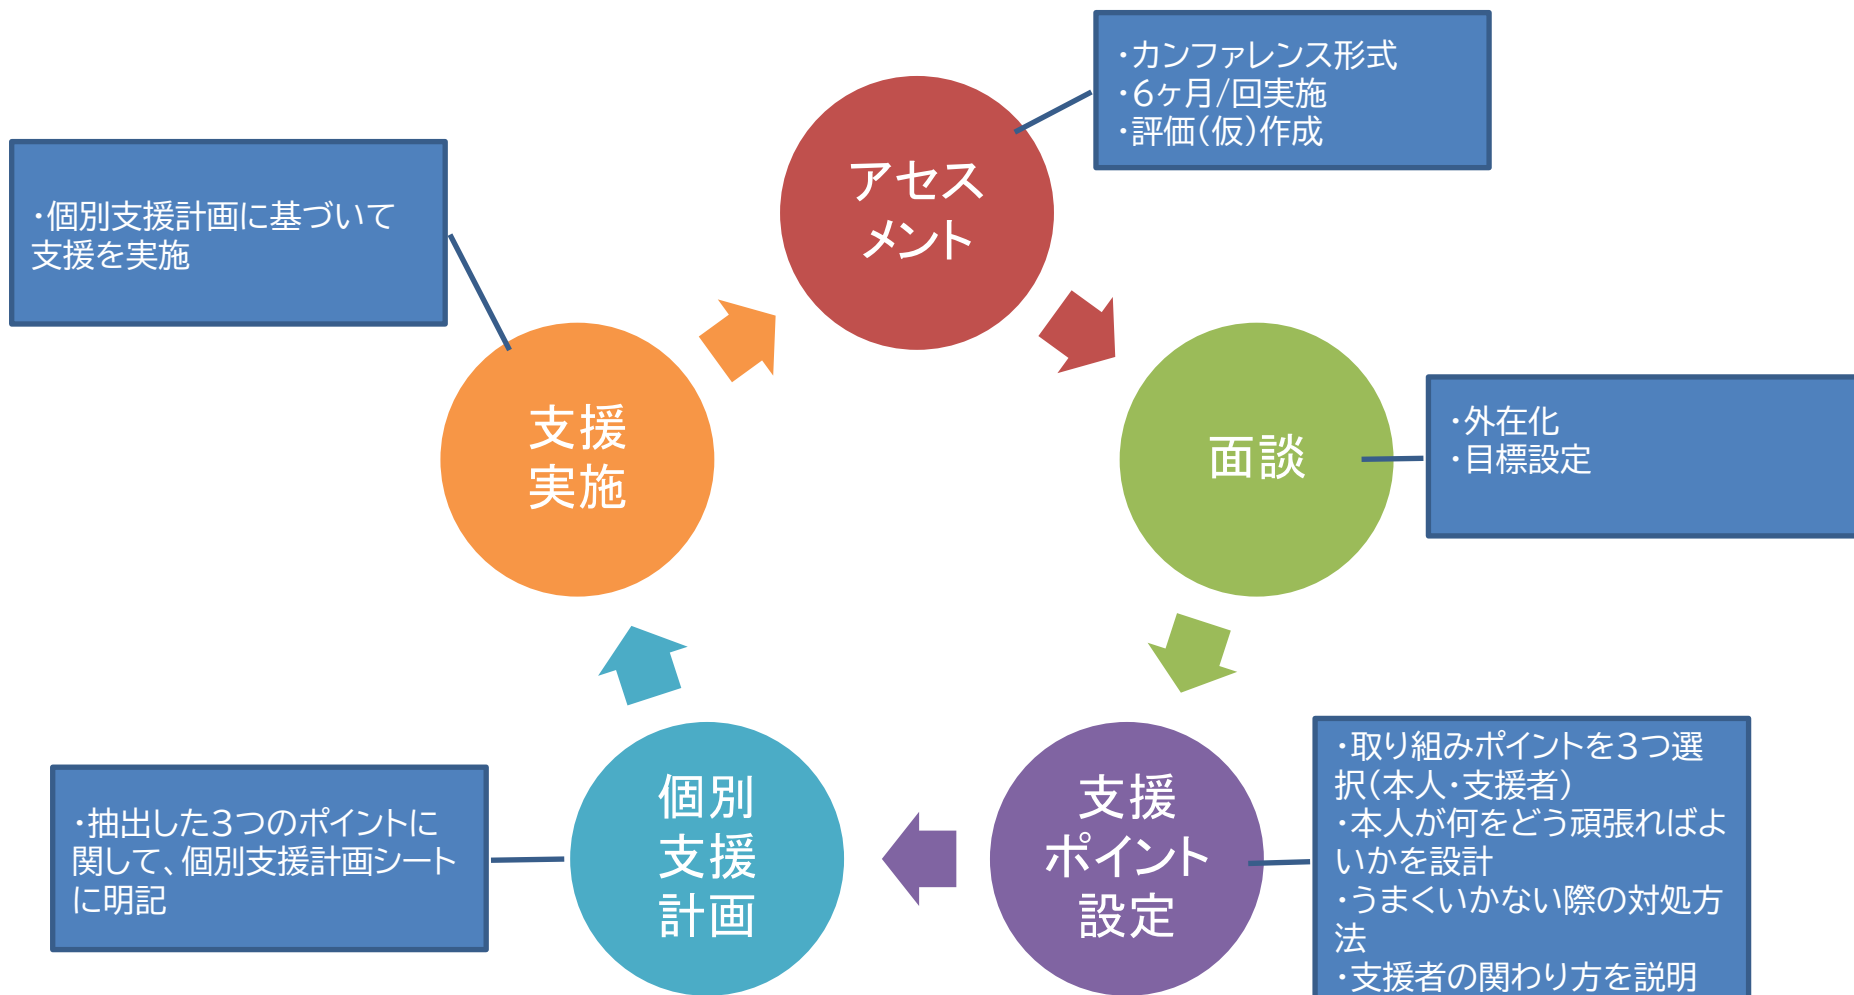 ・カンファレンス形式
・6ヶ月/回実施
・評価(仮)作成
アセス
メント
・個別支援計画に基づいて
支援を実施
支援
実施
面談
・外在化
・目標設定
個別
支援
計画
・抽出した3つのポイントに
関して、個別支援計画シート
に明記
支援
ポイント
設定
・取り組みポイントを3つ選
択(本人・支援者)
・本人が何をどう頑張ればよ
いかを設計
・うまくいかない際の対処方
法
・支援者の関わり方を説明